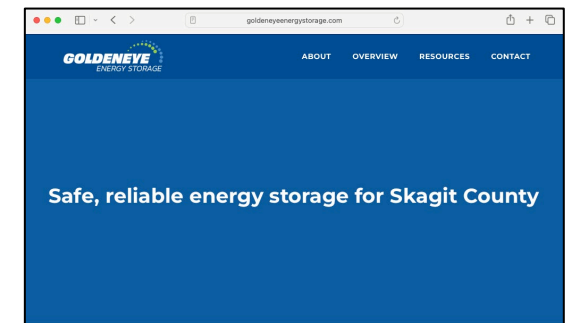 goldeneyeenergystorage.com
GOLDENEYE
ENERGY STORAGE
ABOUT OVERVIEW RESOURCES CONTACT
Safe, reliable energy storage for Skagit County